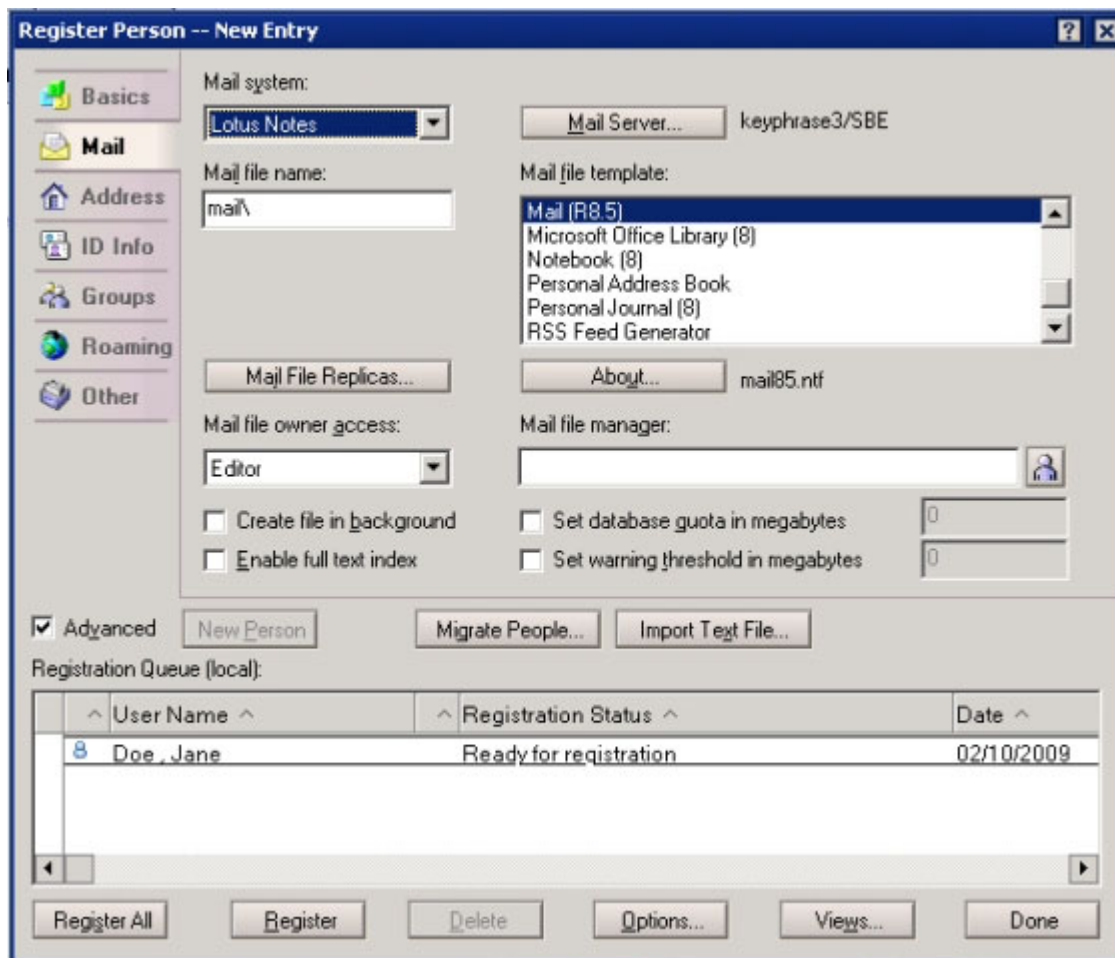 Register Person -- New Entry
Basics
Mail
Address
ID Info
Groups
Roaming
Other
Mail system:
Lotus Notes
Mail Server...
keyphrase3/SBE
Mail file name:
mail\
Mail file template:
Mail (R8.5)
Microsoft Office Library (8)
Notebook (8)
Personal Address Book
Personal Journal (8)
RSS Feed Generator
Mail File Replicas...
About...
mail85.ntf
Mail file owner access:
Editor
Mail file manager:
Create file in background
Set database quota in megabytes
0
Enable full text index
Set warning threshold in megabytes
0
Advanced
New Person
Migrate People...
Import Text File...
Registration Queue (local):
User Name
Registration Status
Date
Doe , Jane
Ready for registration
02/10/2009
Register All
Register
Delete
Options...
Views...
Done